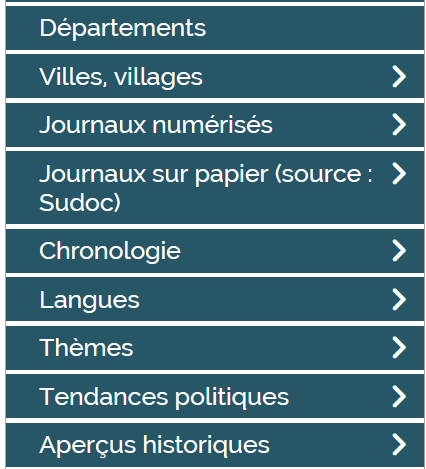 Départements
Villes, villages
Journaux numérisés
Journaux sur papier (source :
Sudoc)
Chronologie
Langues
Thèmes
Tendances politiques
Aperçus historiques